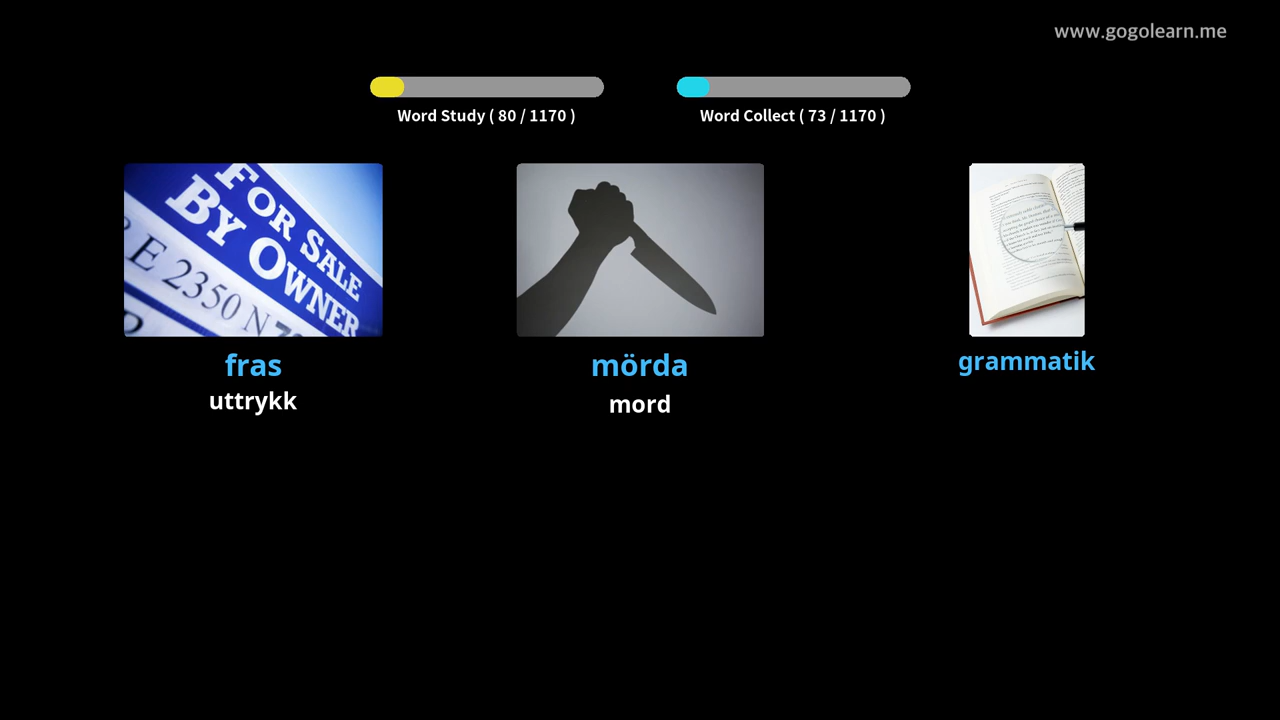 www.gogolearn.me
Word Study ( 80 / 1170 )
Word Collect ( 73 / 1170 )
FOR SALE
BY OWNER
E 2350 N
fras
mörda
grammatik
uttrykk
mord